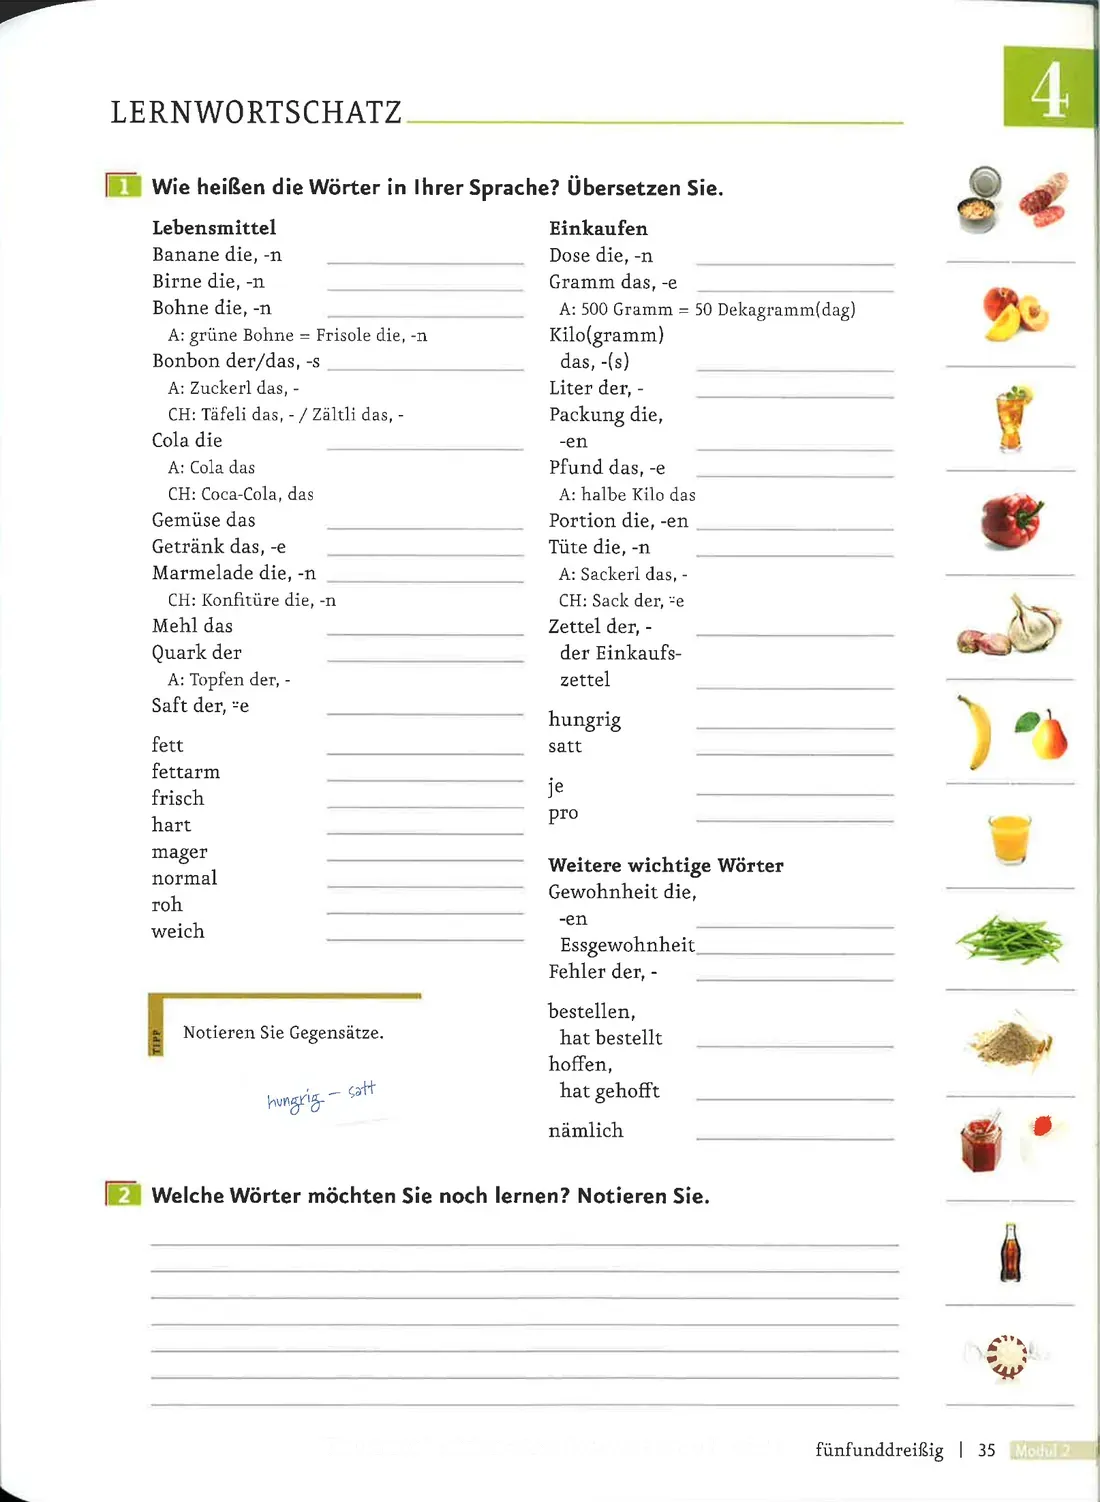 4
LERNWORTSCHATZ
1 Wie heißen die Wörter in Ihrer Sprache? Übersetzen Sie.
Lebensmittel
Banane die, -n
Birne die, -n
Bohne die, -n
A: grüne Bohne = Frisole die, -n
Bonbon der/das, -s
A: Zuckerl das, -
CH: Täfeli das, - / Zältli das, -
Cola die
A: Cola das
CH: Coca-Cola, das
Gemüse das
Getränk das, -e
Marmelade die, -n
CH: Konfitüre die, -n
Mehl das
Quark der
A: Topfen der, -
Saft der, ¨-e
fett
fettarm
frisch
hart
mager
normal
roh
weich
TIPP
Notieren Sie Gegensätze.
hungrig – satt
Einkaufen
Dose die, -n
Gramm das, -e
A: 500 Gramm = 50 Dekagramm(dag)
Kilo(gramm)
das, -(s)
Liter der, -
Packung die,
-en
Pfund das, -e
A: halbe Kilo das
Portion die, -en
Tüte die, -n
A: Sackerl das, -
CH: Sack der, ¨-e
Zettel der, -
der Einkaufs-
zettel
hungrig
satt
je
pro
Weitere wichtige Wörter
Gewohnheit die,
-en
Essgewohnheit
Fehler der, -
bestellen,
hat bestellt
hoffen,
hat gehofft
nämlich
2 Welche Wörter möchten Sie noch lernen? Notieren Sie.
fünfunddreißig | 35 Modul 2